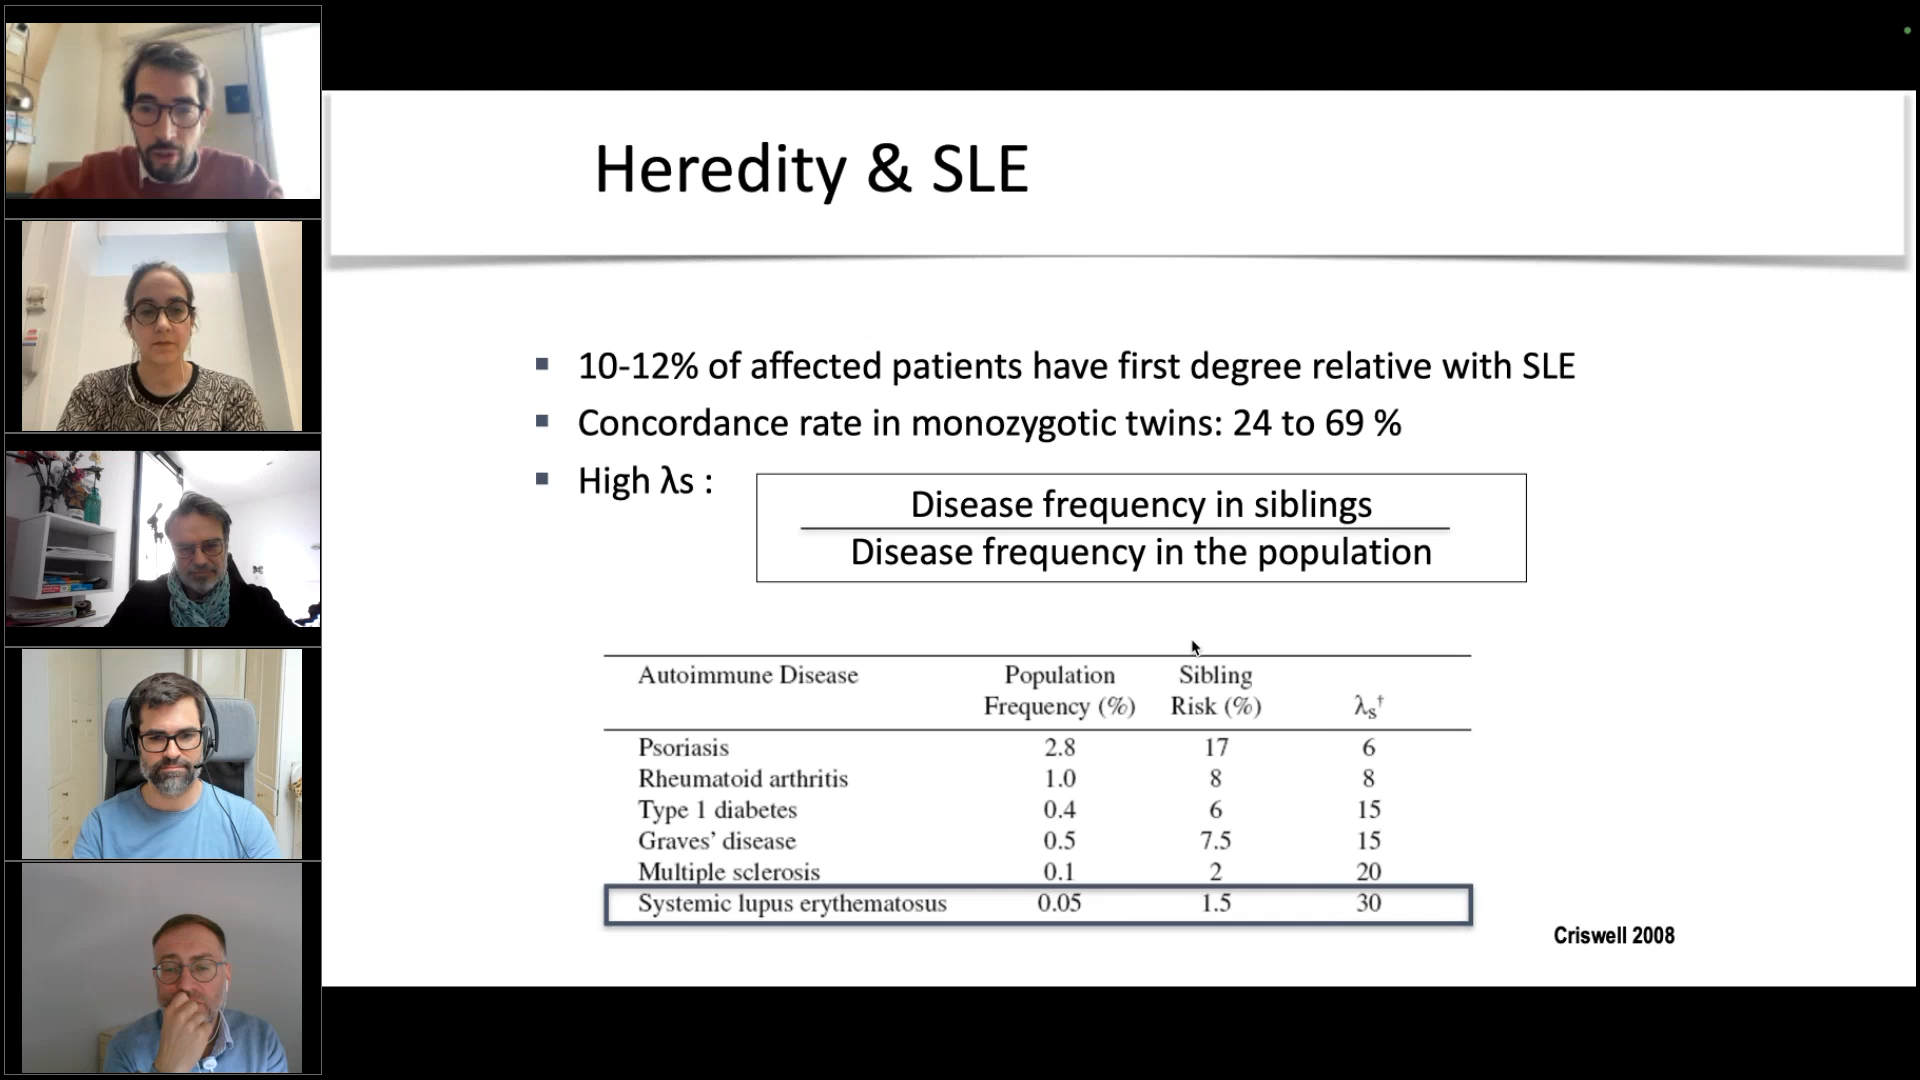 Heredity & SLE
10-12% of affected patients have first degree relative with SLE
Concordance rate in monozygotic twins: 24 to 69 %
High λs :
Disease frequency in siblings
Disease frequency in the population
Autoimmune Disease Population Frequency (%) Sibling Risk (%) λs†
Psoriasis 2.8 17 6
Rheumatoid arthritis 1.0 8 8
Type 1 diabetes 0.4 6 15
Graves’ disease 0.5 7.5 15
Multiple sclerosis 0.1 2 20
Systemic lupus erythematosus 0.05 1.5 30
Criswell 2008